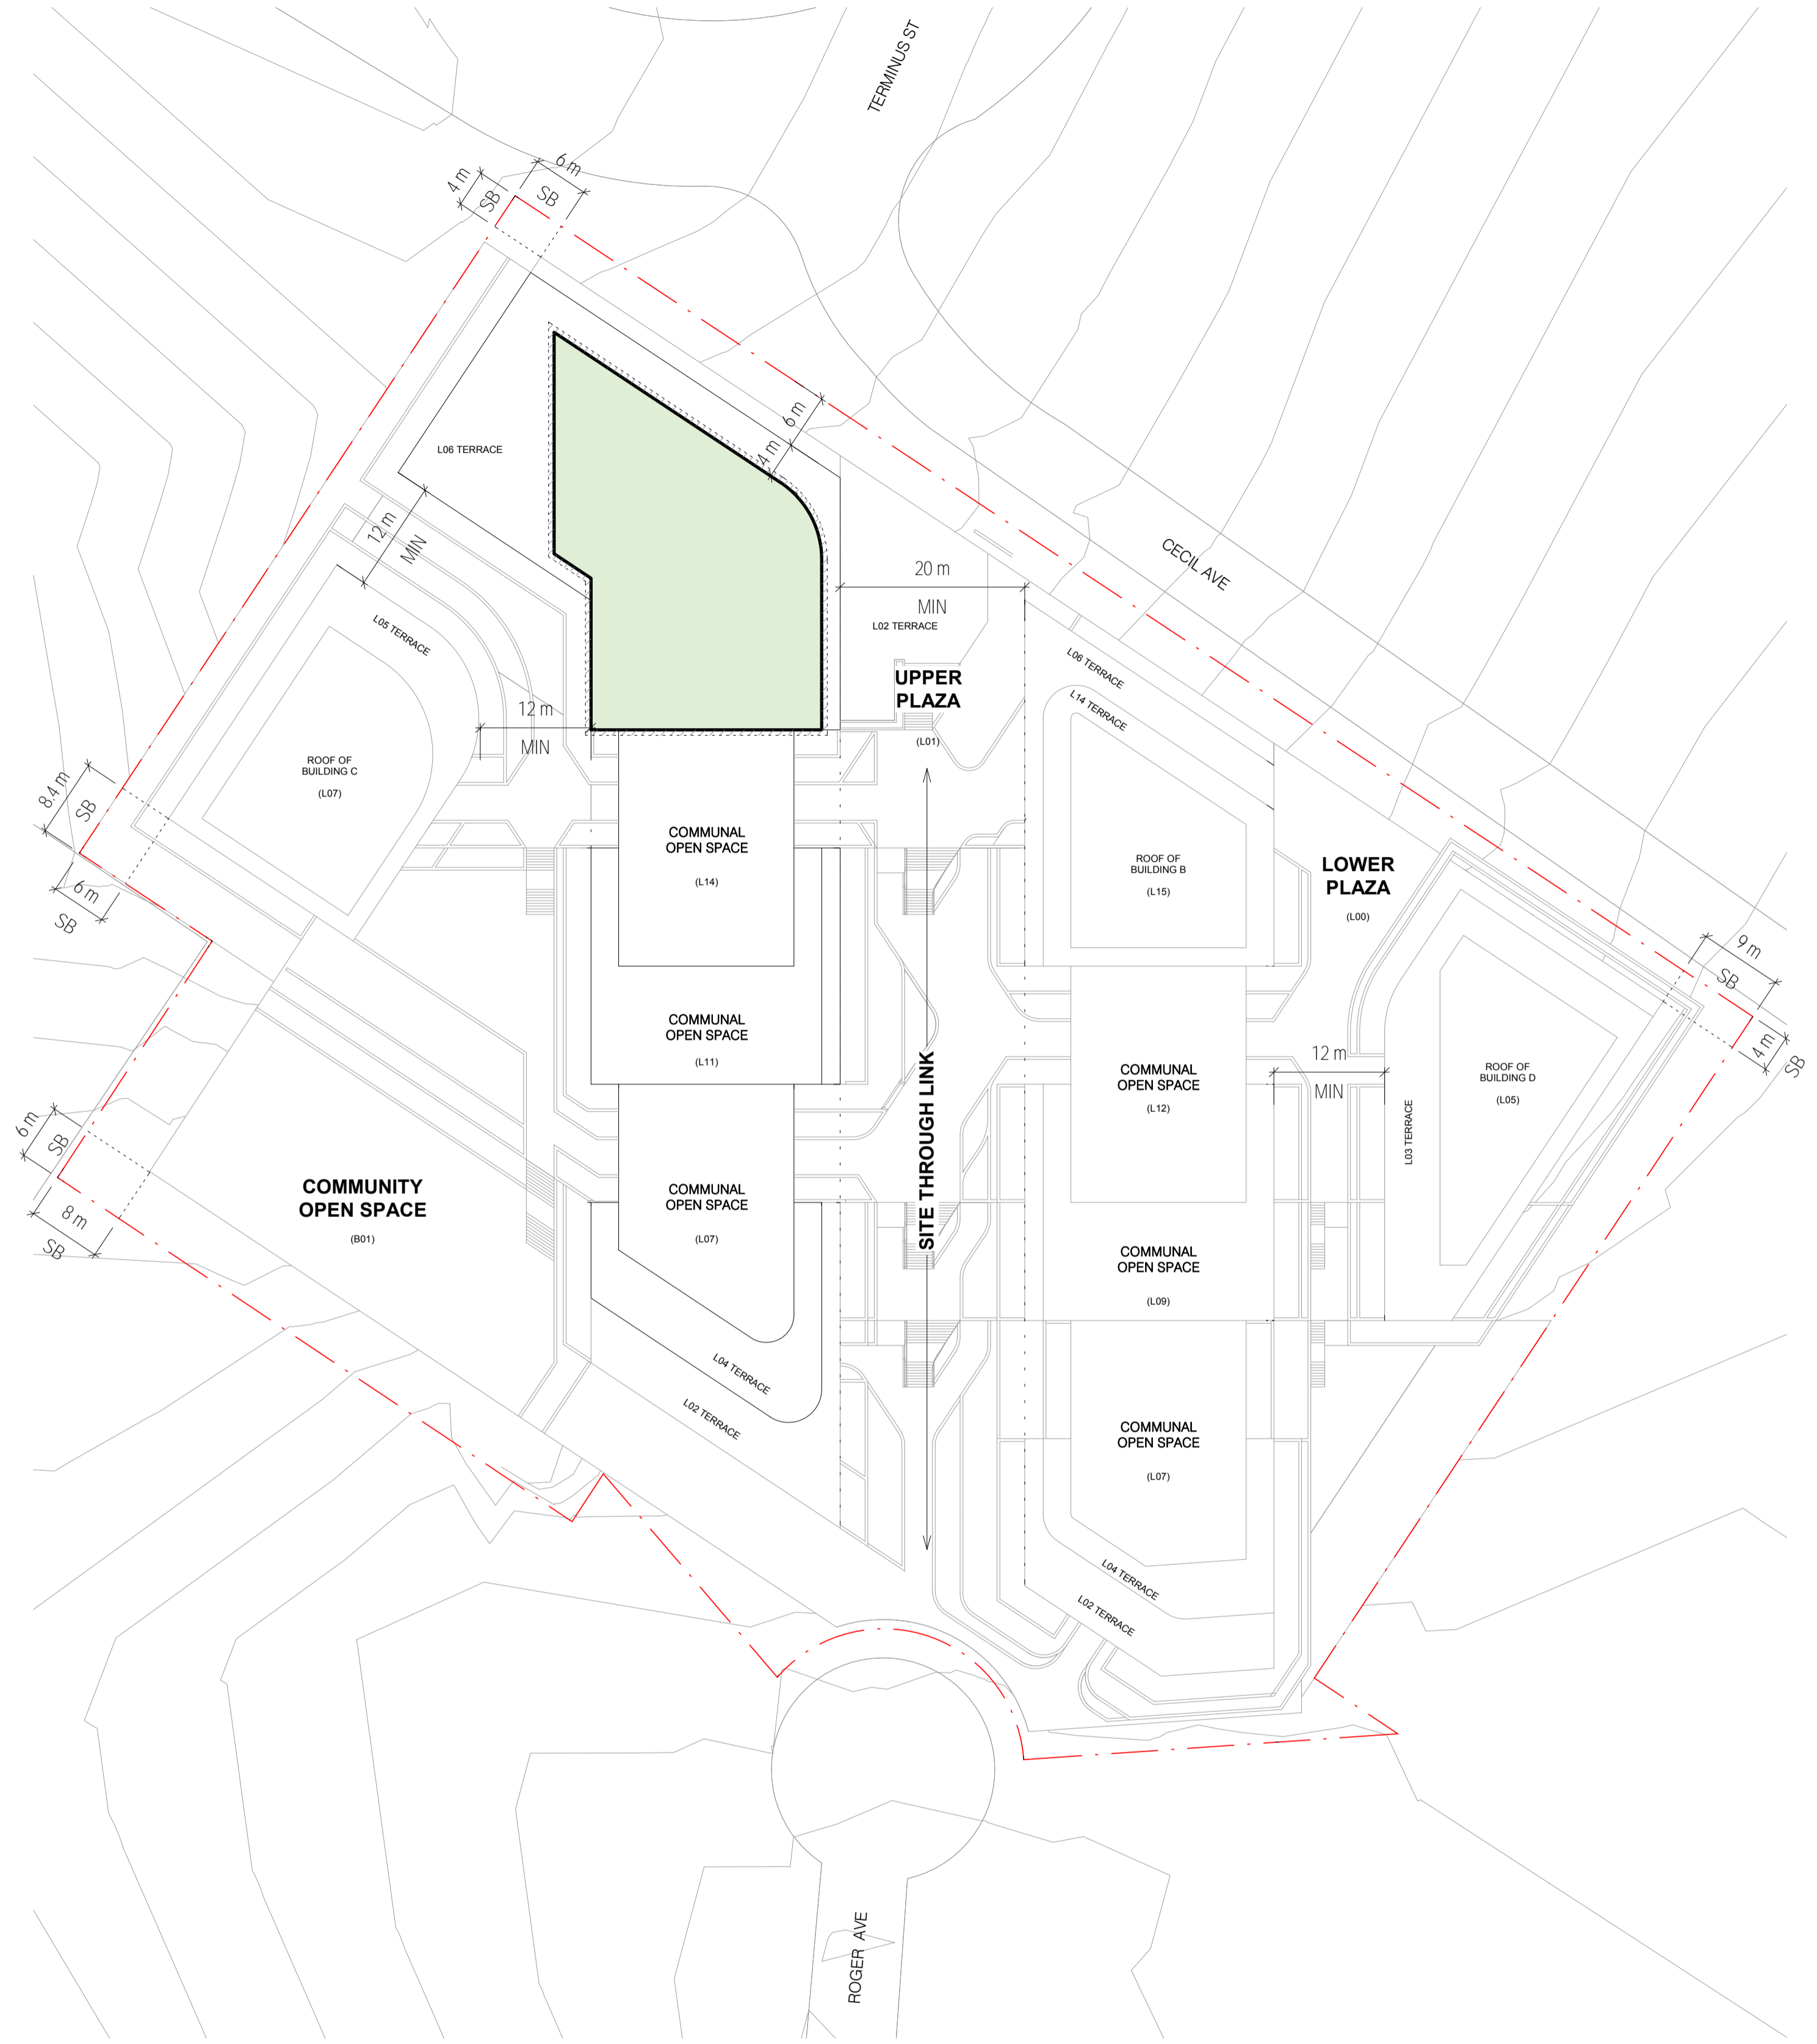 TERMINUS ST
6 m
SB
4 m
SB
6 m
4 m
L06 TERRACE
12 m
MIN
CECIL AVE
20 m
MIN
L02 TERRACE
L05 TERRACE
UPPER
PLAZA
(L01)
L06 TERRACE
L14 TERRACE
12 m
MIN
ROOF OF
BUILDING C
(L07)
8.4 m
SB
6 m
SB
COMMUNAL
OPEN SPACE
(L14)
ROOF OF
BUILDING B
(L15)
LOWER
PLAZA
(L00)
9 m
SB
4 m
SB
COMMUNAL
OPEN SPACE
(L11)
SITE THROUGH LINK
COMMUNAL
OPEN SPACE
(L12)
12 m
MIN
ROOF OF
BUILDING D
(L05)
L03 TERRACE
6 m
SB
8 m
SB
COMMUNITY
OPEN SPACE
(B01)
COMMUNAL
OPEN SPACE
(L07)
COMMUNAL
OPEN SPACE
(L09)
L04 TERRACE
L02 TERRACE
COMMUNAL
OPEN SPACE
(L07)
L04 TERRACE
L02 TERRACE
ROGER AVE